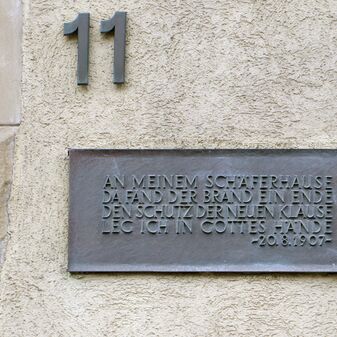 11
AN MEINEM SCHÄFERHAUSE
DA FAND DER BRAND EIN ENDE
DEN SCHUTZ DER NEUEN KLAUSE
LEG ICH IN GOTTES HÄNDE
-20.8.1907-